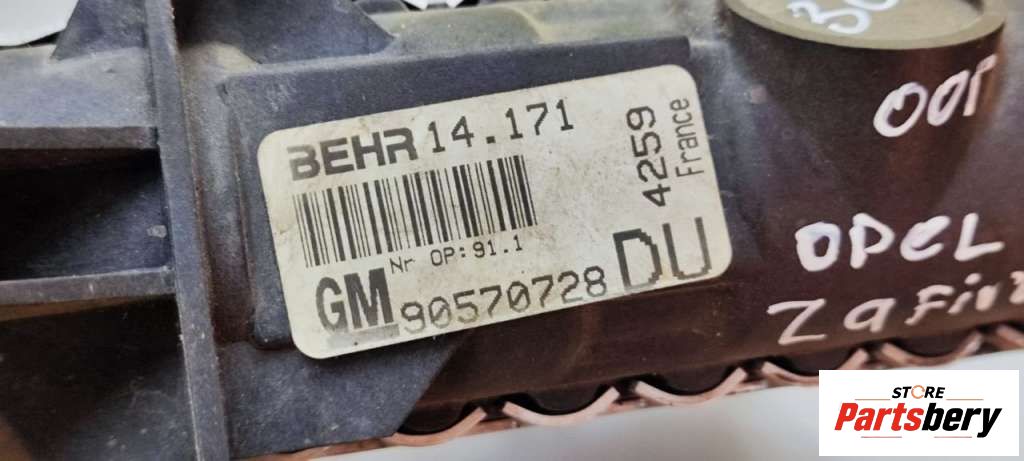 BEHR 14.171
4259
France
Nr OP:91.1
GM 90570728 DU
OPEL
STORE
Partsbery